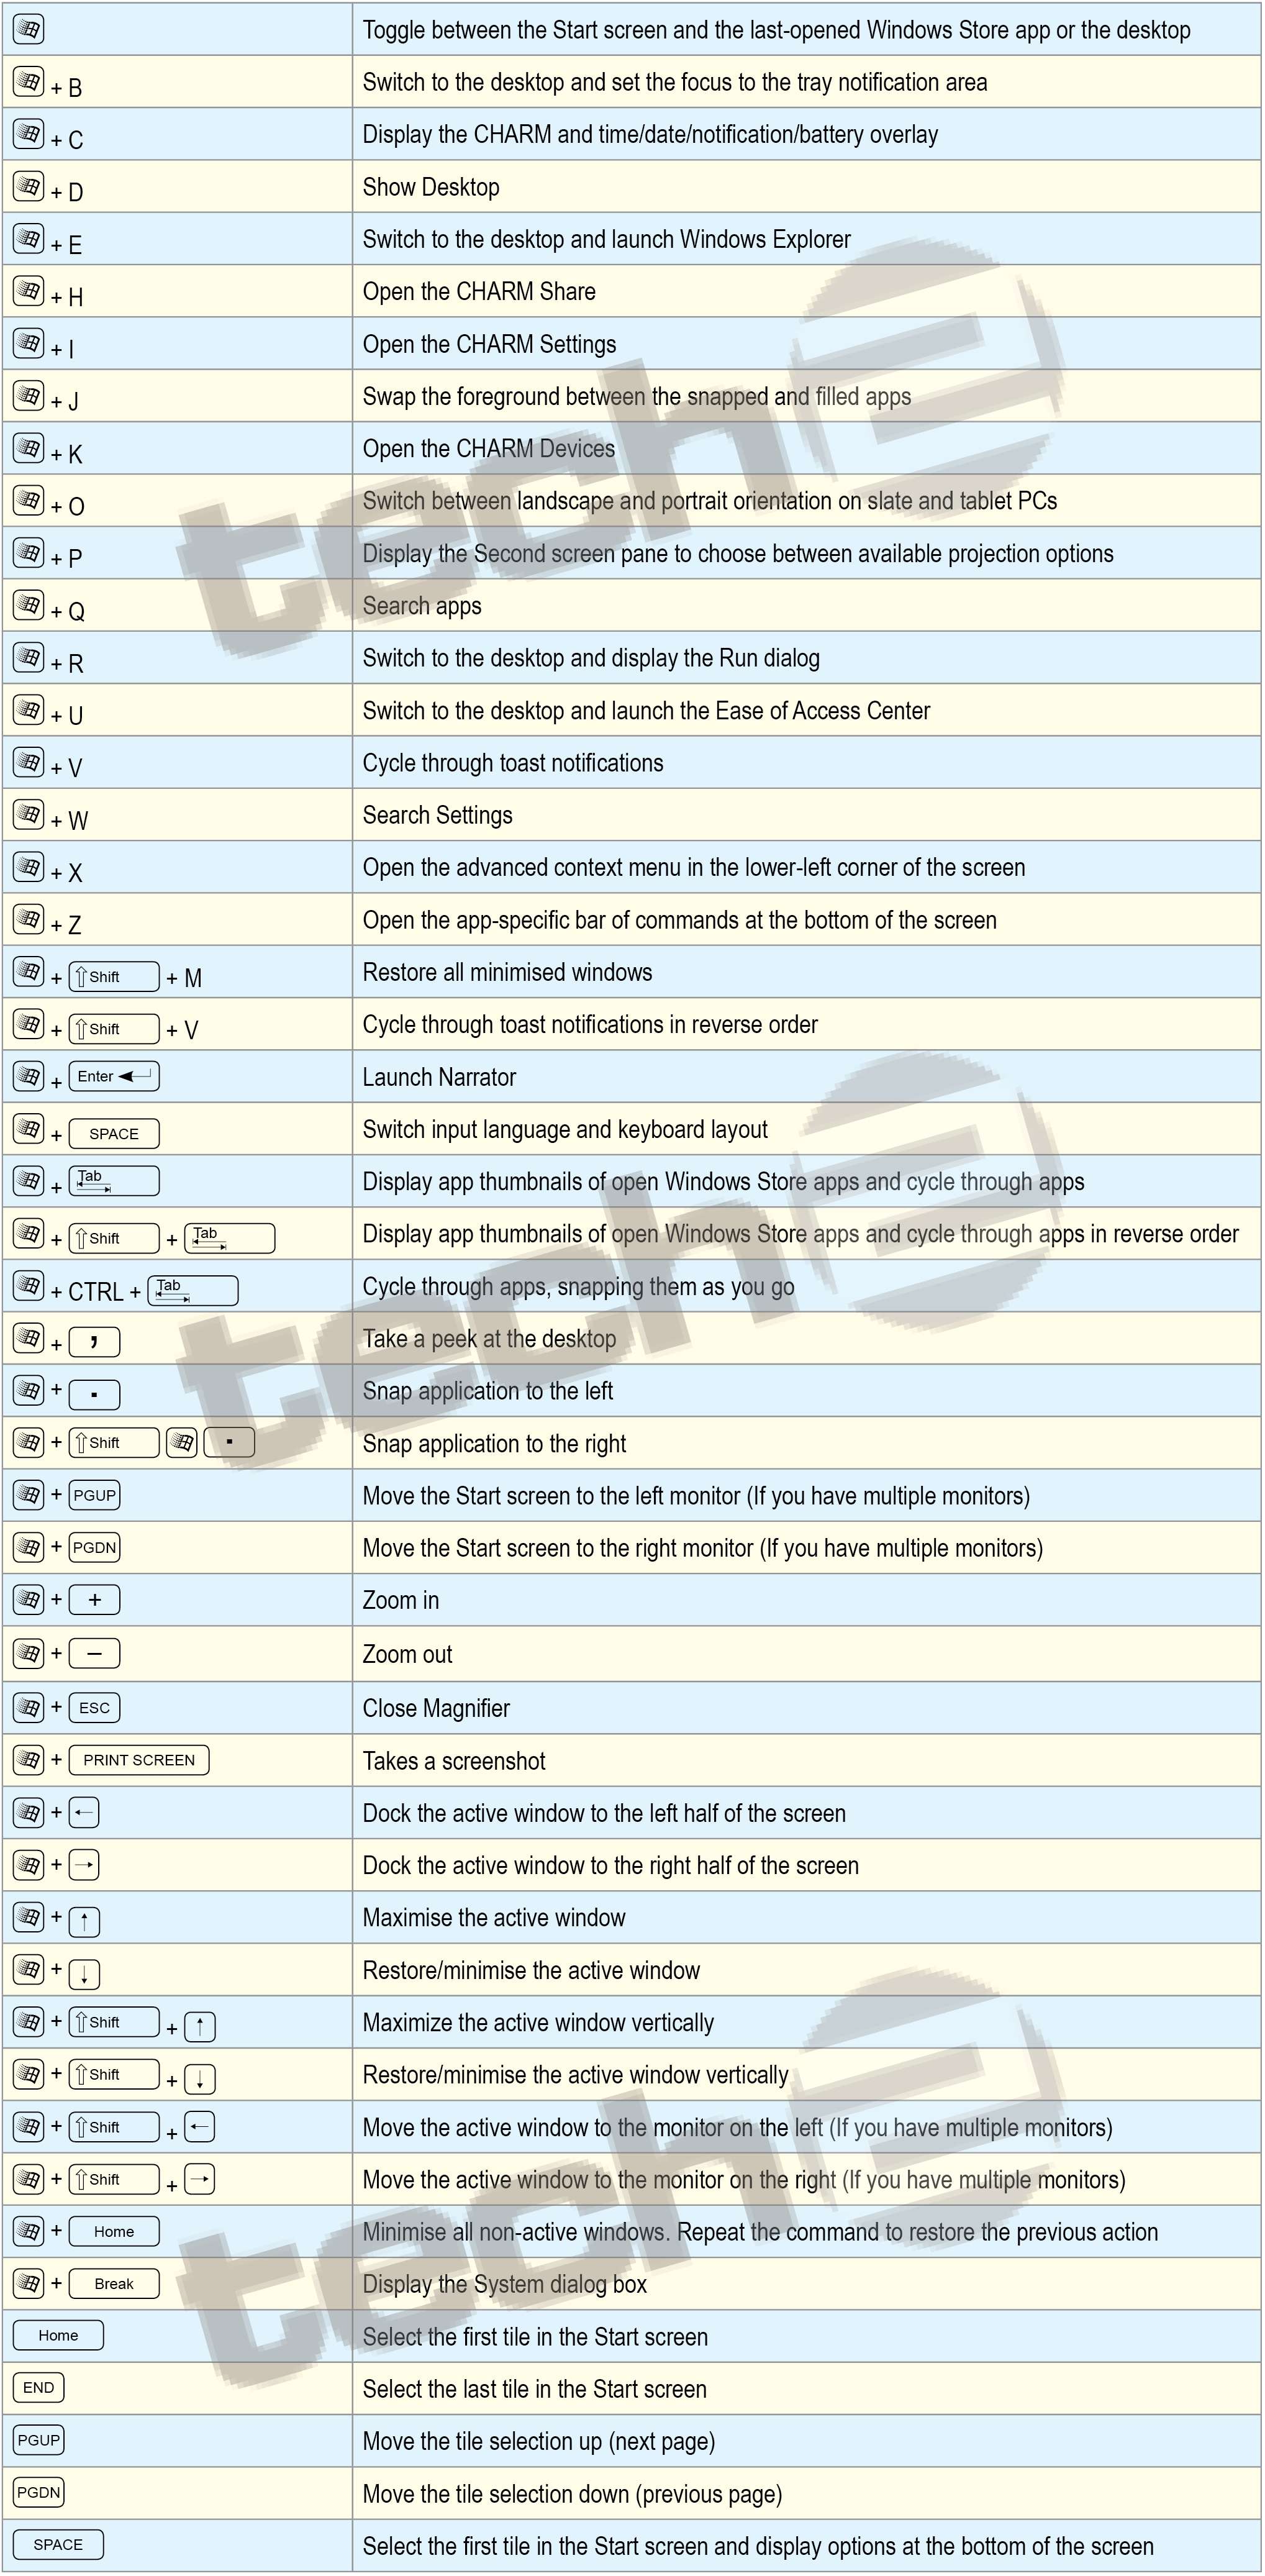 Toggle between the Start screen and the last-opened Windows Store app or the desktop
+ B Switch to the desktop and set the focus to the tray notification area
+ C Display the CHARM and time/date/notification/battery overlay
+ D Show Desktop
+ E Switch to the desktop and launch Windows Explorer
+ H Open the CHARM Share
+ I Open the CHARM Settings
+ J Swap the foreground between the snapped and filled apps
+ K Open the CHARM Devices
+ O Switch between landscape and portrait orientation on slate and tablet PCs
+ P Display the Second screen pane to choose between available projection options
+ Q Search apps
+ R Switch to the desktop and display the Run dialog
+ U Switch to the desktop and launch the Ease of Access Center
+ V Cycle through toast notifications
+ W Search Settings
+ X Open the advanced context menu in the lower-left corner of the screen
+ Z Open the app-specific bar of commands at the bottom of the screen
+ ⇧Shift + M Restore all minimised windows
+ ⇧Shift + V Cycle through toast notifications in reverse order
+ Enter Launch Narrator
+ SPACE Switch input language and keyboard layout
+ Tab Display app thumbnails of open Windows Store apps and cycle through apps
+ ⇧Shift + Tab Display app thumbnails of open Windows Store apps and cycle through apps in reverse order
+ CTRL + Tab Cycle through apps, snapping them as you go
+ , Take a peek at the desktop
+ . Snap application to the left
+ ⇧Shift . Snap application to the right
+ PGUP Move the Start screen to the left monitor (If you have multiple monitors)
+ PGDN Move the Start screen to the right monitor (If you have multiple monitors)
+ + Zoom in
+ – Zoom out
+ ESC Close Magnifier
+ PRINT SCREEN Takes a screenshot
+ ← Dock the active window to the left half of the screen
+ → Dock the active window to the right half of the screen
+ ↑ Maximise the active window
+ ↓ Restore/minimise the active window
+ ⇧Shift + ↑ Maximize the active window vertically
+ ⇧Shift + ↓ Restore/minimise the active window vertically
+ ⇧Shift + ← Move the active window to the monitor on the left (If you have multiple monitors)
+ ⇧Shift + → Move the active window to the monitor on the right (If you have multiple monitors)
+ Home Minimise all non-active windows. Repeat the command to restore the previous action
+ Break Display the System dialog box
Home Select the first tile in the Start screen
END Select the last tile in the Start screen
PGUP Move the tile selection up (next page)
PGDN Move the tile selection down (previous page)
SPACE Select the first tile in the Start screen and display options at the bottom of the screen
techE
techE
techE